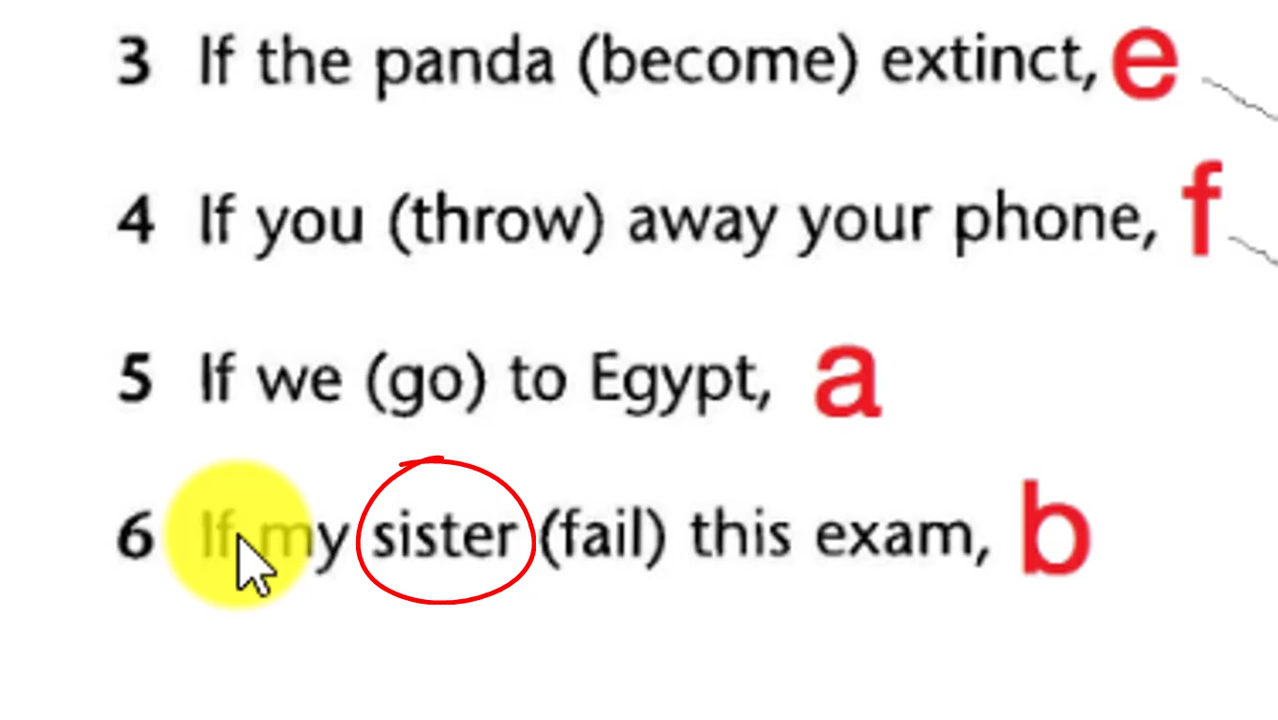 3 If the panda (become) extinct, e
4 If you (throw) away your phone, f
5 If we (go) to Egypt, a
6 If my sister (fail) this exam, b